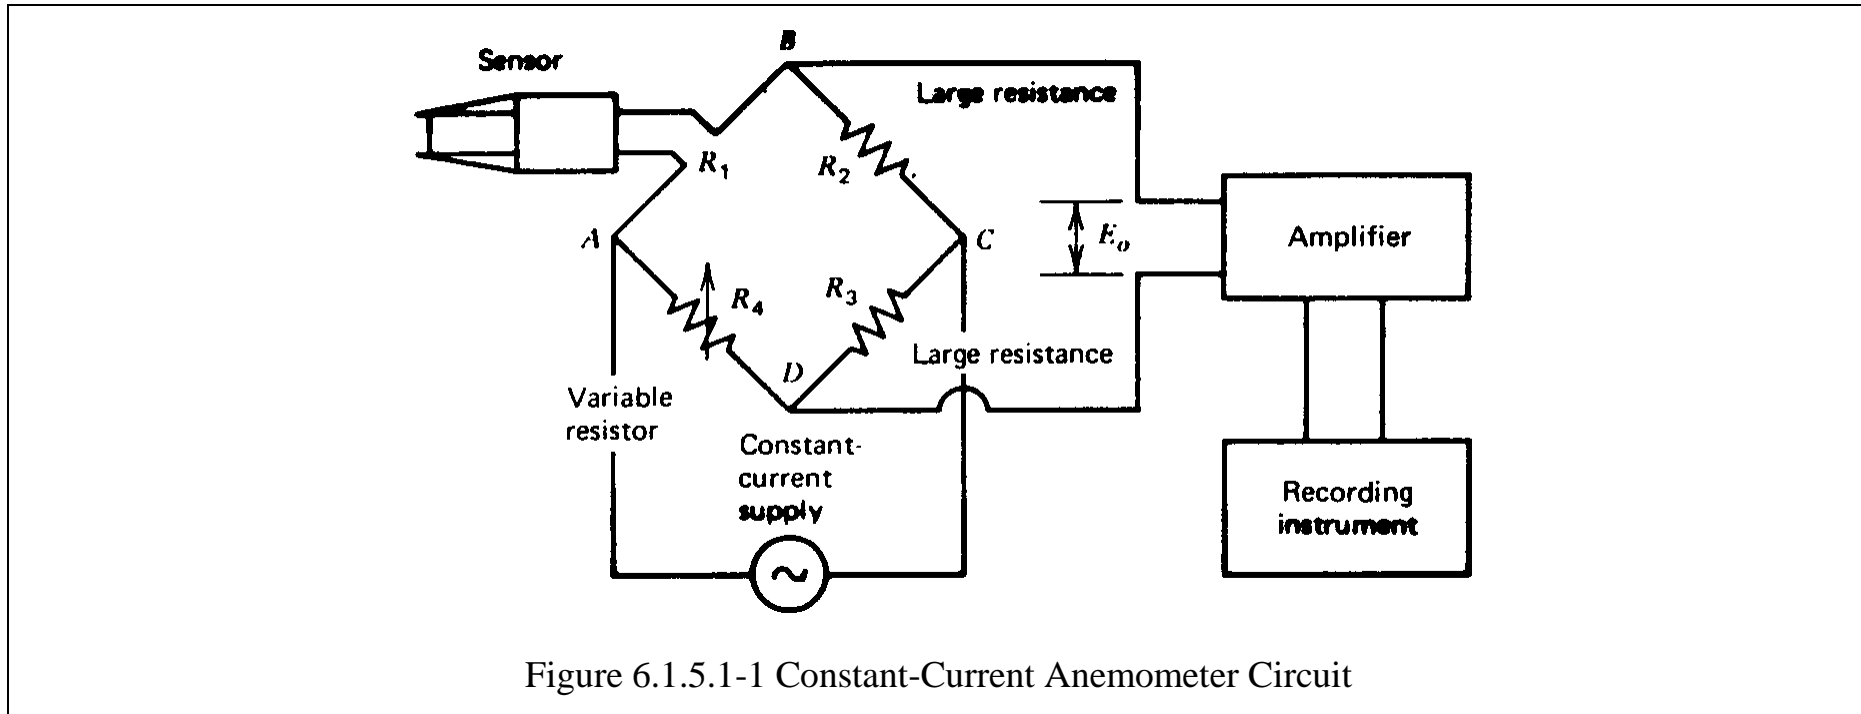 B
Sensor
Large resistance
R₁
R₂
A
C
E₀
Amplifier
R₄
R₃
Large resistance
D
Variable
resistor
Constant-
current
supply
Recording
instrument
Figure 6.1.5.1-1 Constant-Current Anemometer Circuit